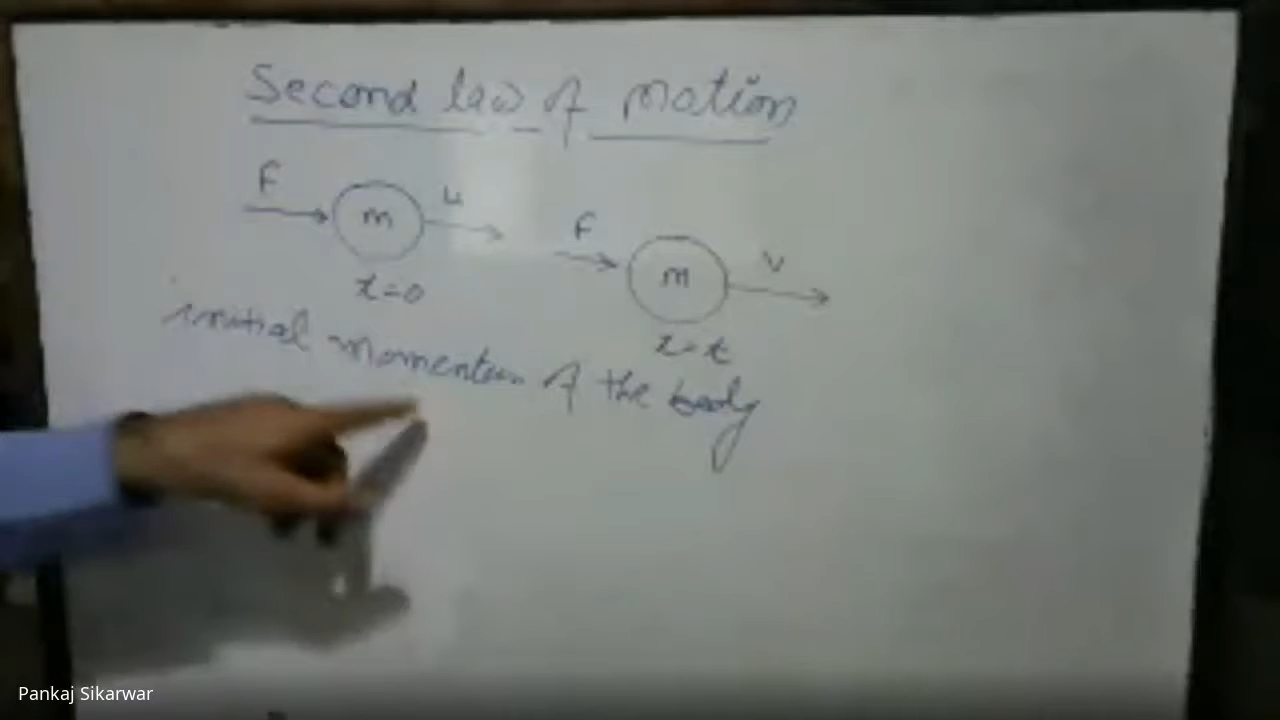 Second law of motion
F m u F m v
t=0 t=t
initial momentum of the body
Pankaj Sikarwar